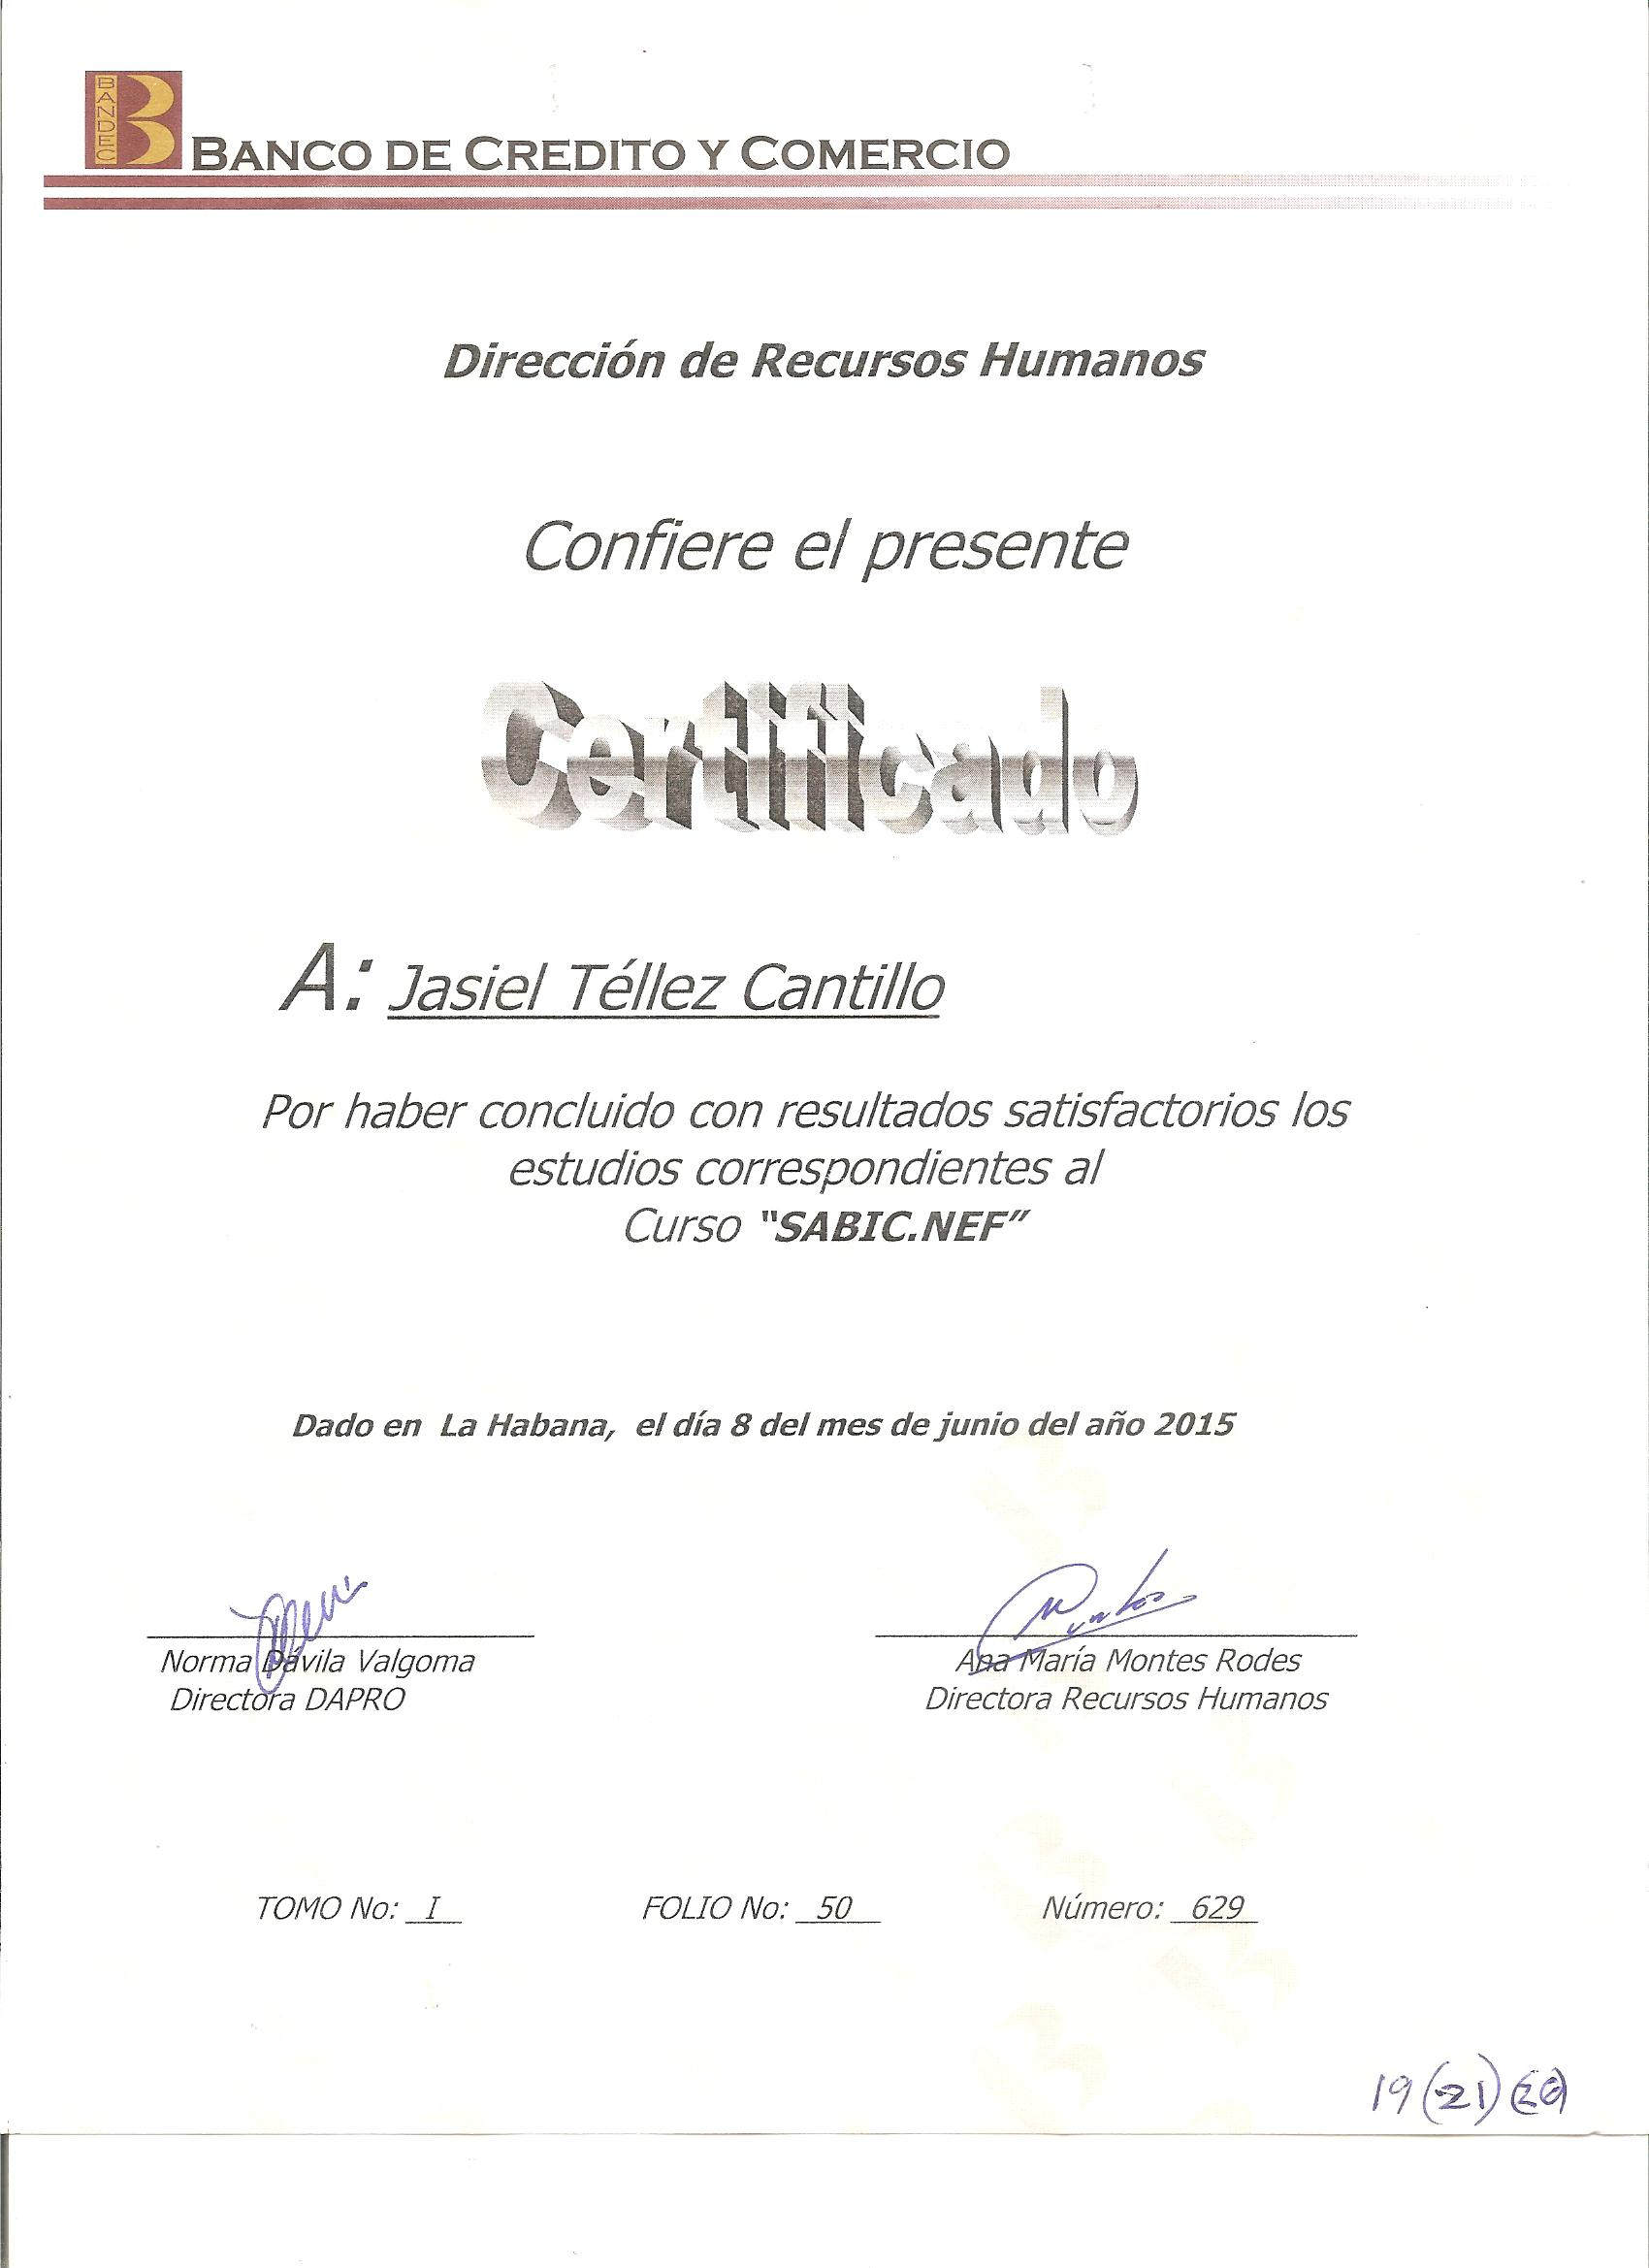 BANDEC
BANCO DE CREDITO Y COMERCIO
Dirección de Recursos Humanos
Confiere el presente
Certificado
A: Jasiel Téllez Cantillo
Por haber concluido con resultados satisfactorios los
estudios correspondientes al
Curso “SABIC.NEF”
Dado en La Habana, el día 8 del mes de junio del año 2015
Norma Dávila Valgoma
Directora DAPRO
Ana María Montes Rodes
Directora Recursos Humanos
TOMO No: I FOLIO No: 50 Número: 629
19 (21)